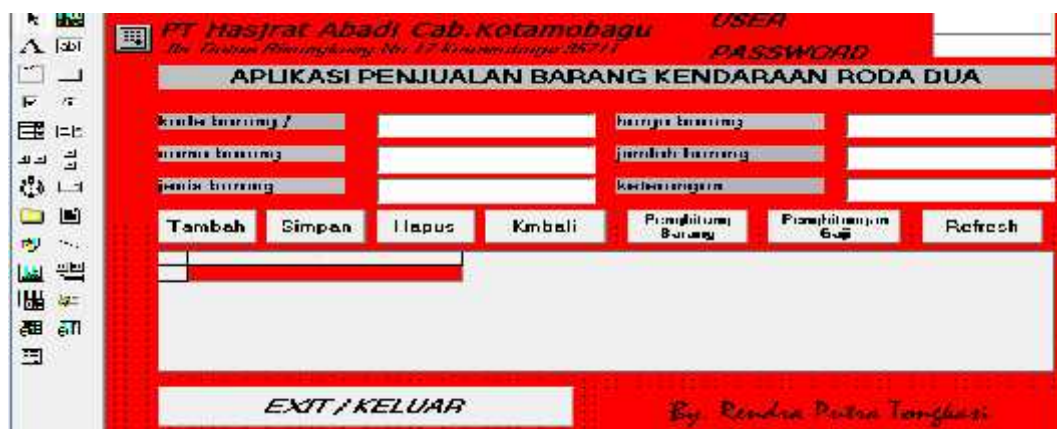 PT Hasjrat Abadi Cab. Kotamobagu
USER
PASSWORD
APLIKASI PENJUALAN BARANG KENDARAAN RODA DUA
kode barang /
harga barang
nama barang
jumlah barang
jenis barang
keterangan
Tambah Simpan Hapus Kmbali Penghitung Barang Penghitungan Gaji Refresh
EXIT / KELUAR
By. Rendra Putra Tongkasi